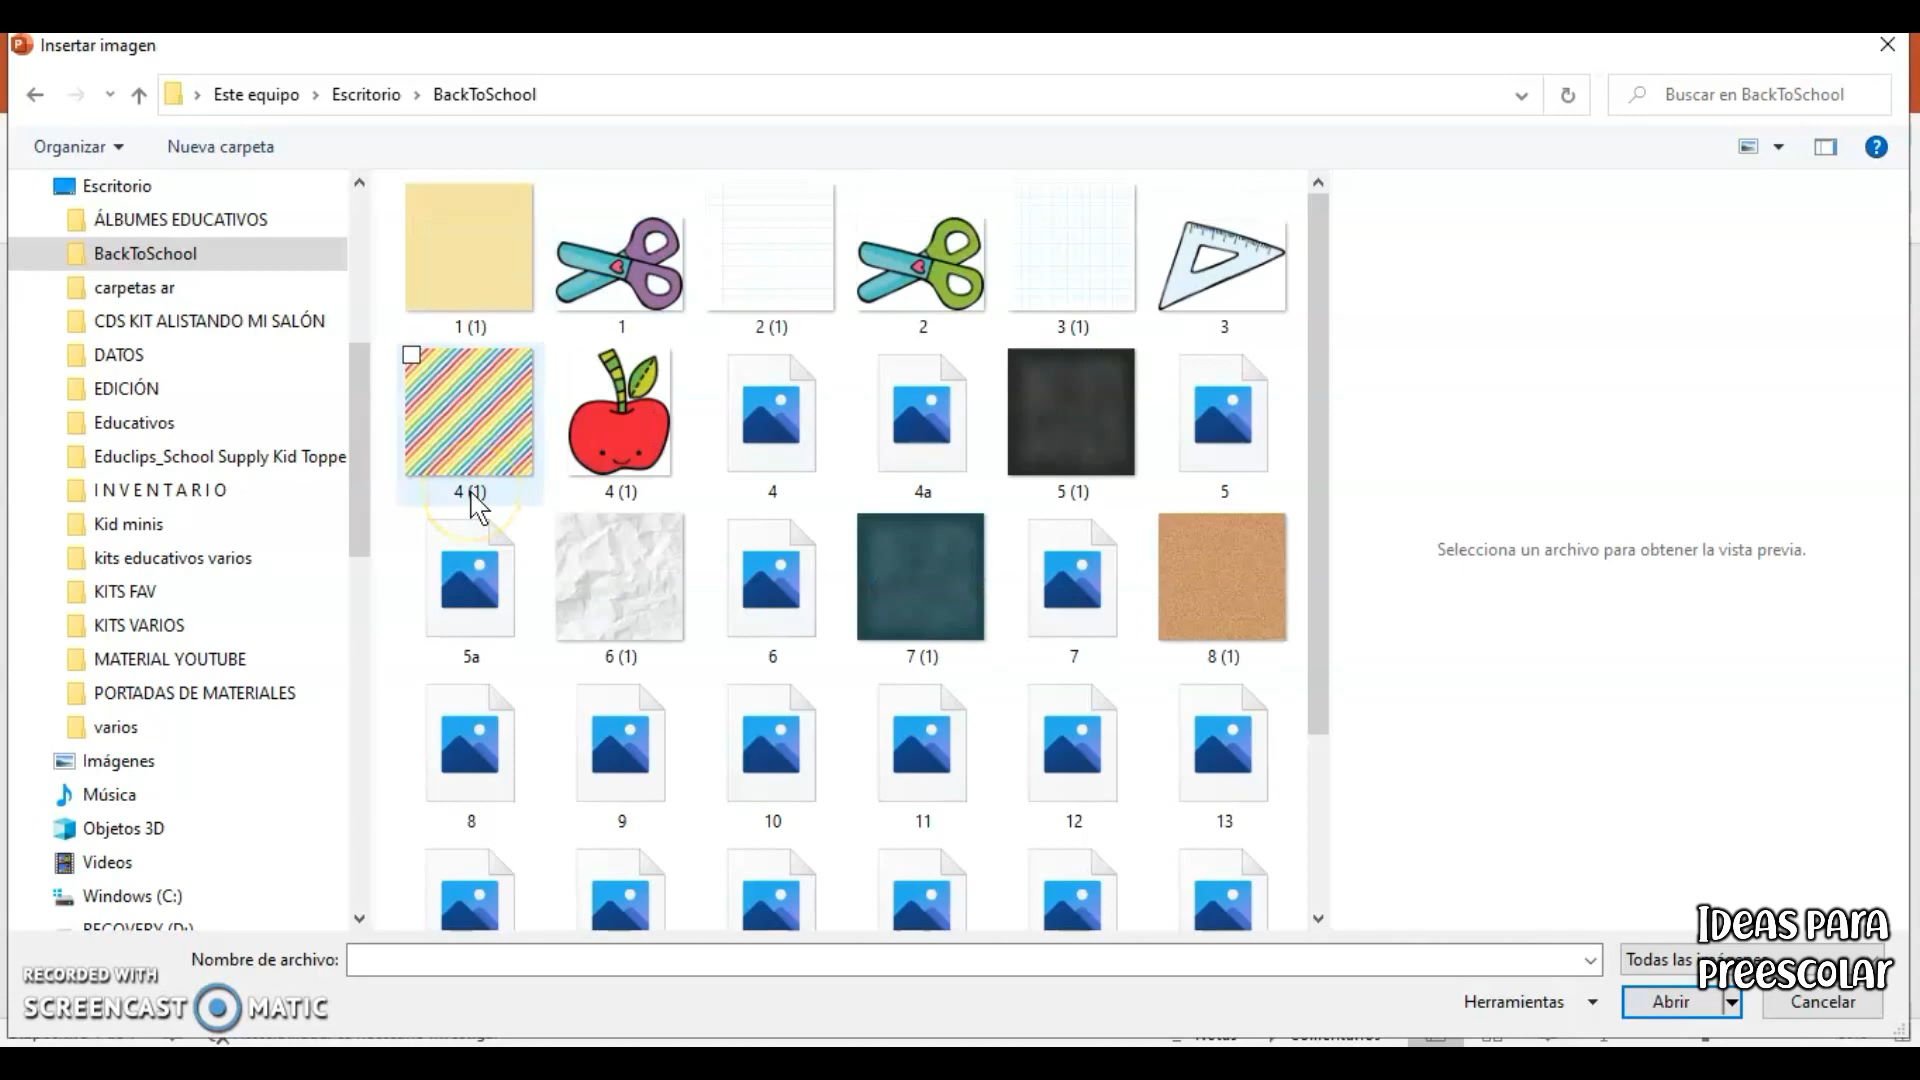 Insertar imagen
Este equipo > Escritorio > BackToSchool
Buscar en BackToSchool
Organizar
Nueva carpeta
Escritorio
ÁLBUMES EDUCATIVOS
BackToSchool
carpetas ar
CDS KIT ALISTANDO MI SALÓN
DATOS
EDICIÓN
Educativos
Educlips_School Supply Kid Toppe
I N V E N T A R I O
Kid minis
kits educativos varios
KITS FAV
KITS VARIOS
MATERIAL YOUTUBE
PORTADAS DE MATERIALES
varios
Imágenes
Música
Objetos 3D
Videos
Windows (C:)
RECOVERY (D:)
1 (1)
1
2 (1)
2
3 (1)
3
4 (1)
4 (1)
4
4a
5 (1)
5
5a
6 (1)
6
7 (1)
7
8 (1)
8
9
10
11
12
13
Selecciona un archivo para obtener la vista previa.
Nombre de archivo:
Todas las
Herramientas
Abrir
Cancelar
RECORDED WITH
SCREENCAST MATIC
Ideas para
preescolar